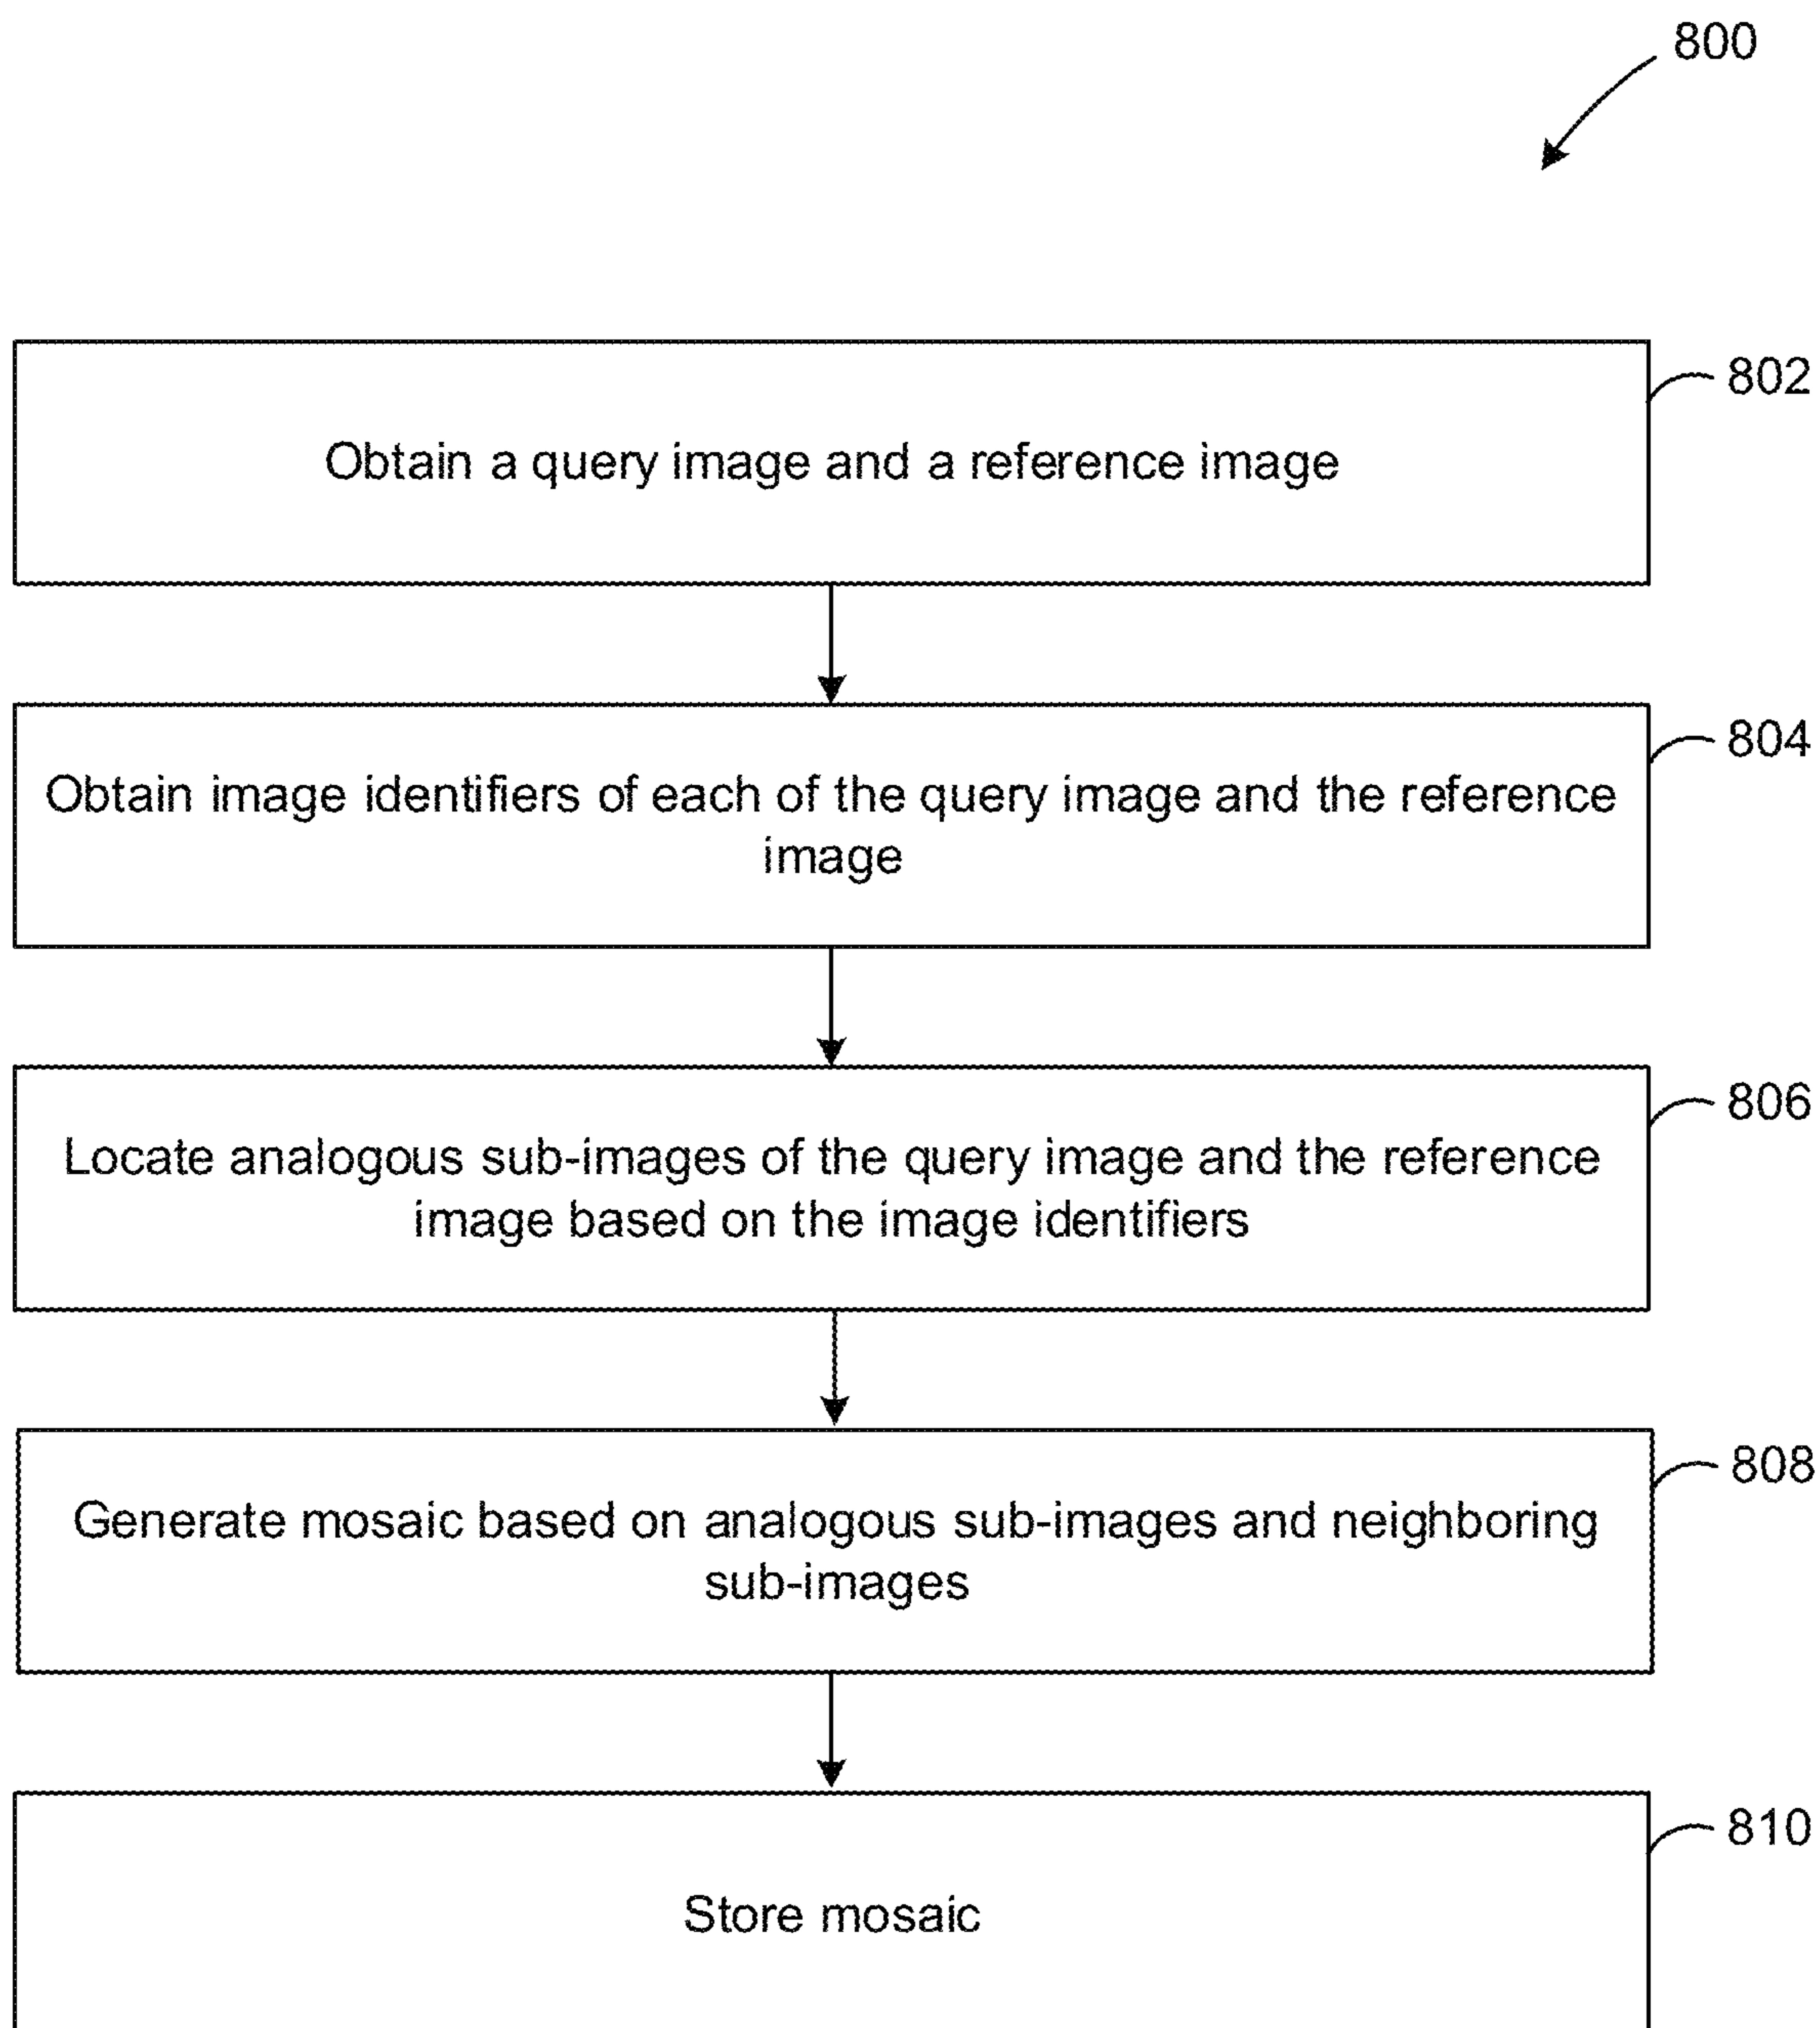 800
802
Obtain a query image and a reference image
804
Obtain image identifiers of each of the query image and the reference
image
806
Locate analogous sub-images of the query image and the reference
image based on the image identifiers
808
Generate mosaic based on analogous sub-images and neighboring
sub-images
810
Store mosaic